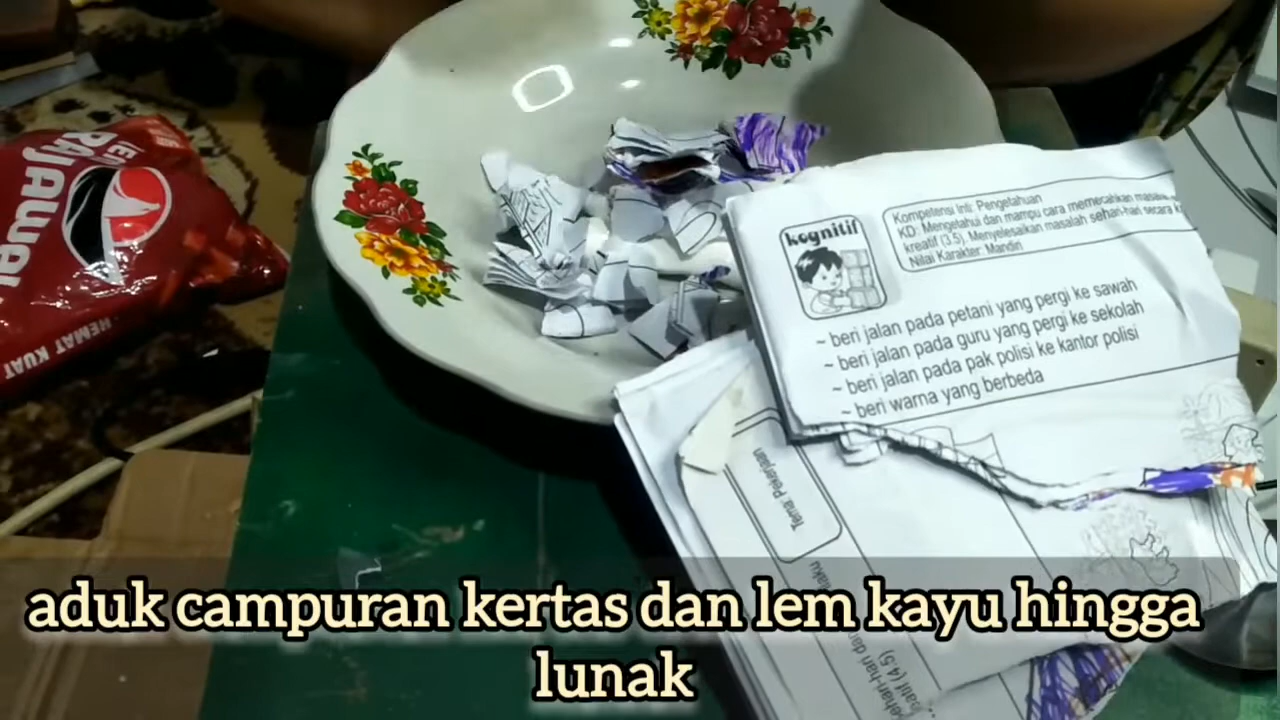 LEM
RAJAWALI
HEMAT KUAT
kognitif
Kompetensi Inti: Pengetahuan
KD: Mengetahui dan mampu cara memecahkan
kreatif (3.5). Menyelesaikan masalah sehari-hari secara
Nilai Karakter: Mandiri
~ beri jalan pada petani yang pergi ke sawah
~ beri jalan pada guru yang pergi ke sekolah
~ beri jalan pada pak polisi ke kantor polisi
~ beri warna yang berbeda
Tema: Pekerjaan
aduk campuran kertas dan lem kayu hingga
lunak